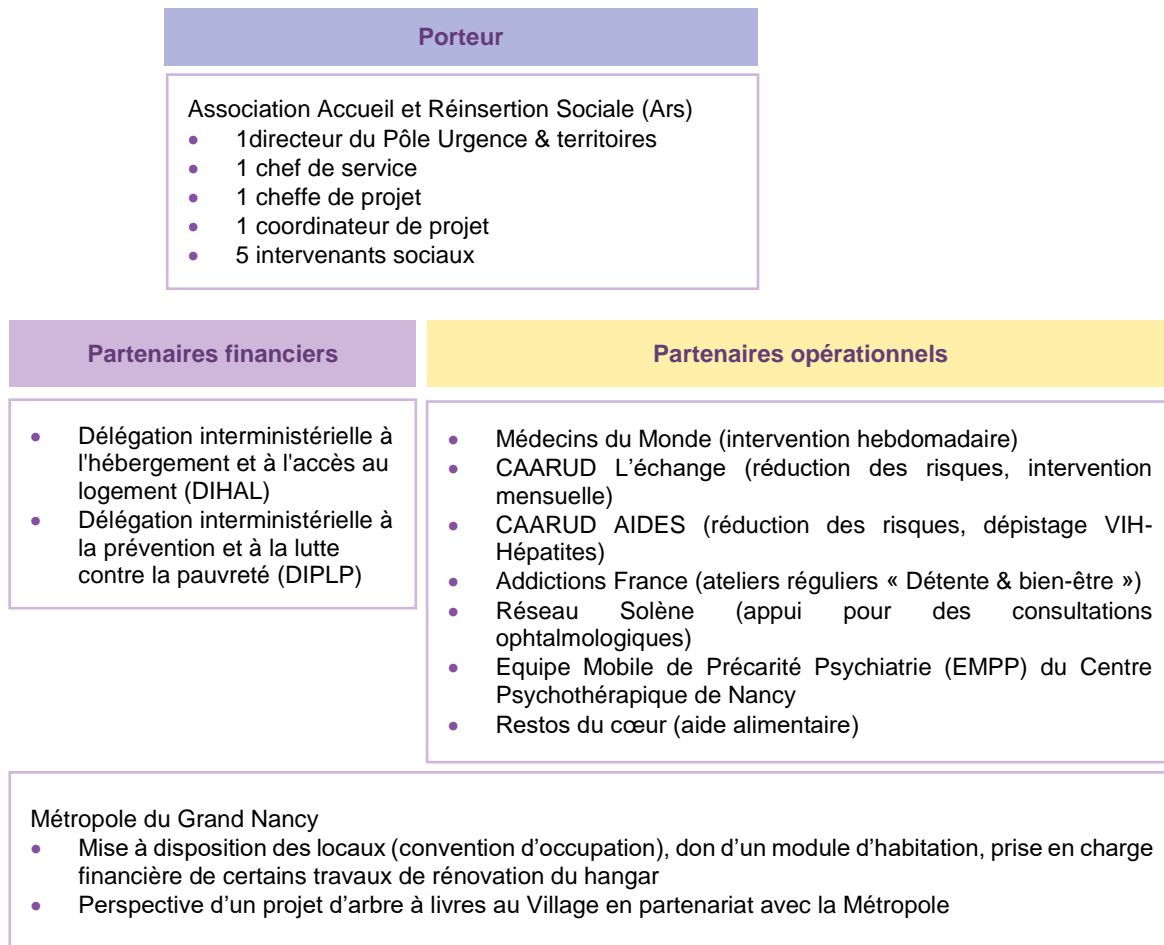 Porteur
Association Accueil et Réinsertion Sociale (Ars)
• 1directeur du Pôle Urgence & territoires
• 1 chef de service
• 1 cheffe de projet
• 1 coordinateur de projet
• 5 intervenants sociaux
Partenaires financiers
• Délégation interministérielle à
l'hébergement et à l'accès au
logement (DIHAL)
• Délégation interministérielle à
la prévention et à la lutte
contre la pauvreté (DIPLP)
Partenaires opérationnels
• Médecins du Monde (intervention hebdomadaire)
• CAARUD L’échange (réduction des risques, intervention
mensuelle)
• CAARUD AIDES (réduction des risques, dépistage VIH-
Hépatites)
• Addictions France (ateliers réguliers « Détente & bien-être »)
• Réseau Solène (appui pour des consultations
ophtalmologiques)
• Equipe Mobile de Précarité Psychiatrie (EMPP) du Centre
Psychothérapique de Nancy
• Restos du cœur (aide alimentaire)
Métropole du Grand Nancy
• Mise à disposition des locaux (convention d’occupation), don d’un module d’habitation, prise en charge
financière de certains travaux de rénovation du hangar
• Perspective d’un projet d’arbre à livres au Village en partenariat avec la Métropole